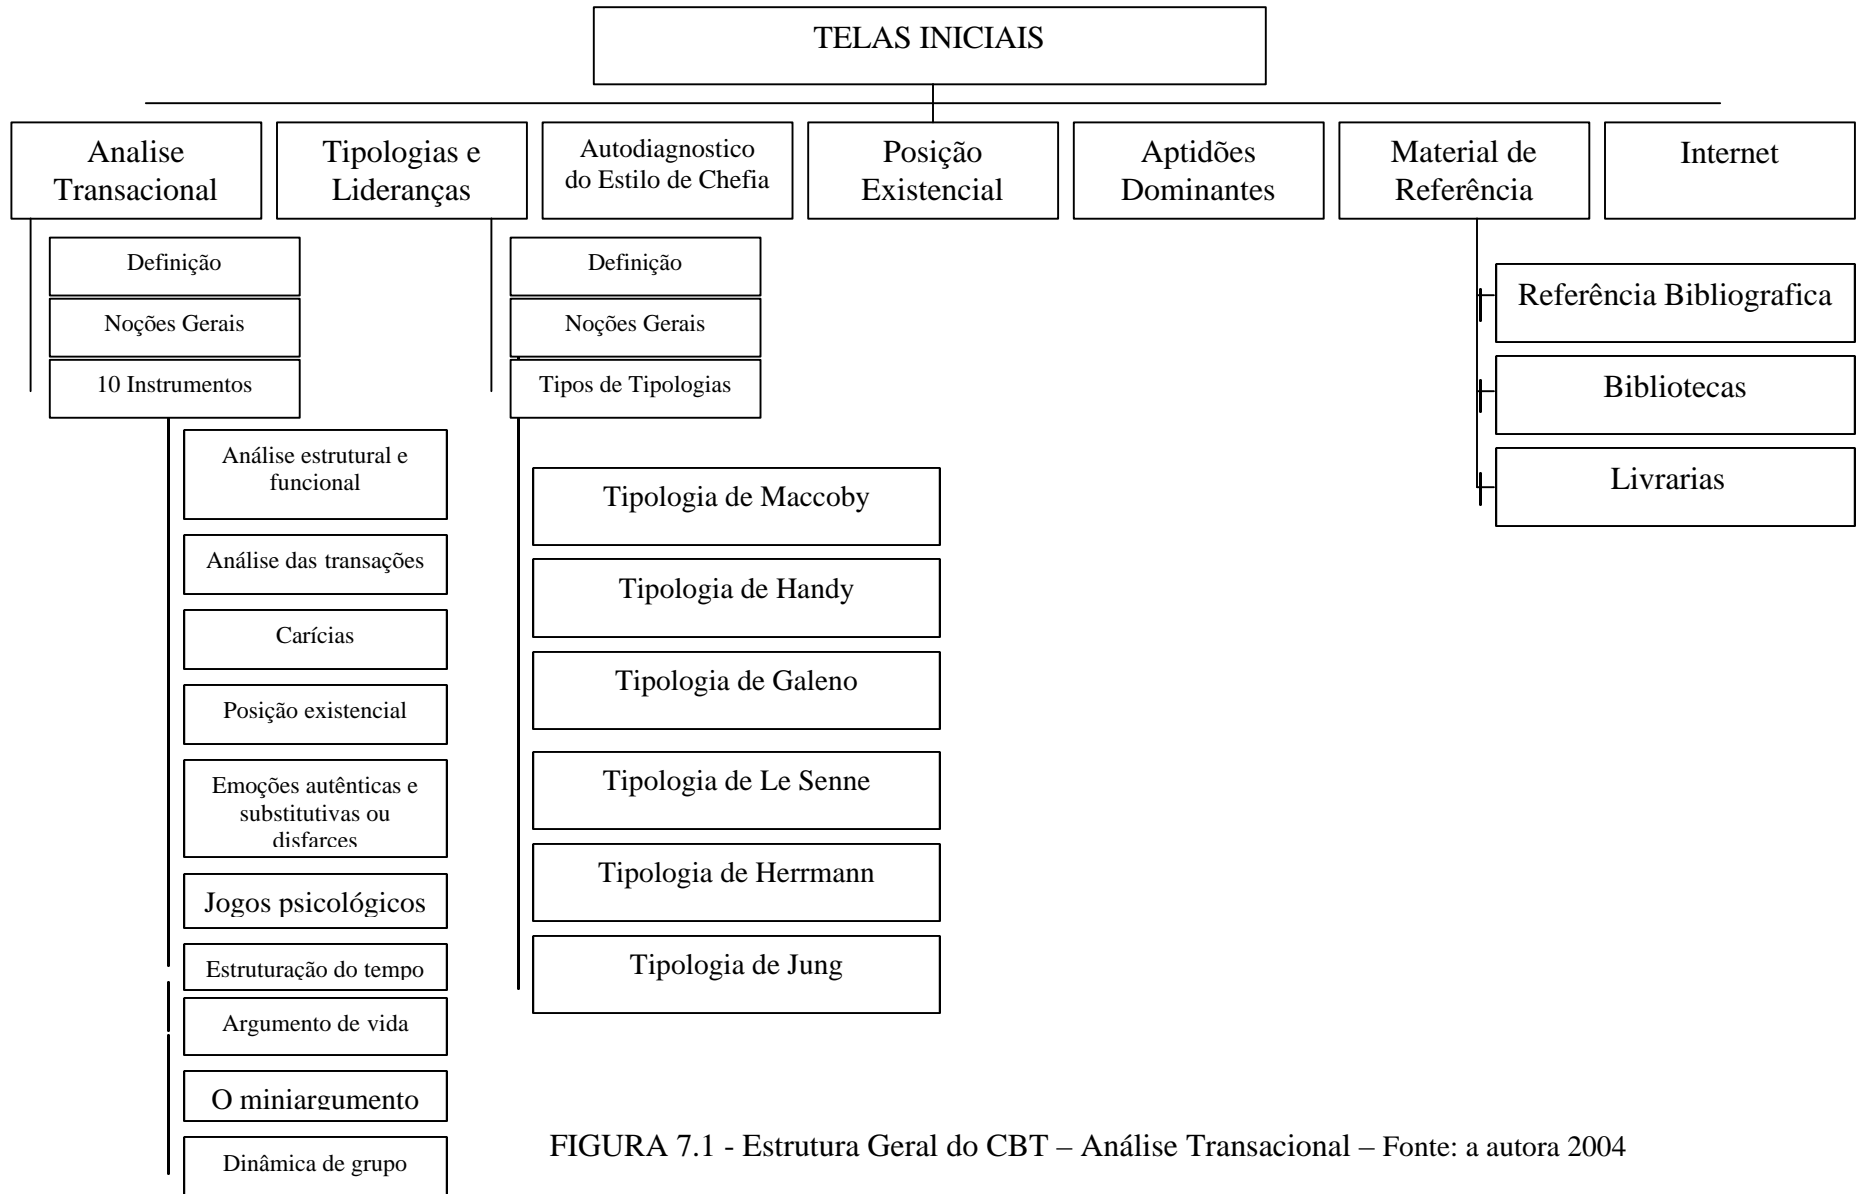 TELAS INICIAIS
Analise
Transacional
Tipologias e
Lideranças
Autodiagnostico
do Estilo de Chefia
Posição
Existencial
Aptidões
Dominantes
Material de
Referência
Internet
Definição
Noções Gerais
10 Instrumentos
Análise estrutural e
funcional
Análise das transações
Carícias
Posição existencial
Emoções autênticas e
substitutivas ou
disfarces
Jogos psicológicos
Estruturação do tempo
Argumento de vida
O miniargumento
Dinâmica de grupo
Definição
Noções Gerais
Tipos de Tipologias
Tipologia de Maccoby
Tipologia de Handy
Tipologia de Galeno
Tipologia de Le Senne
Tipologia de Herrmann
Tipologia de Jung
Referência Bibliografica
Bibliotecas
Livrarias
FIGURA 7.1 - Estrutura Geral do CBT – Análise Transacional – Fonte: a autora 2004